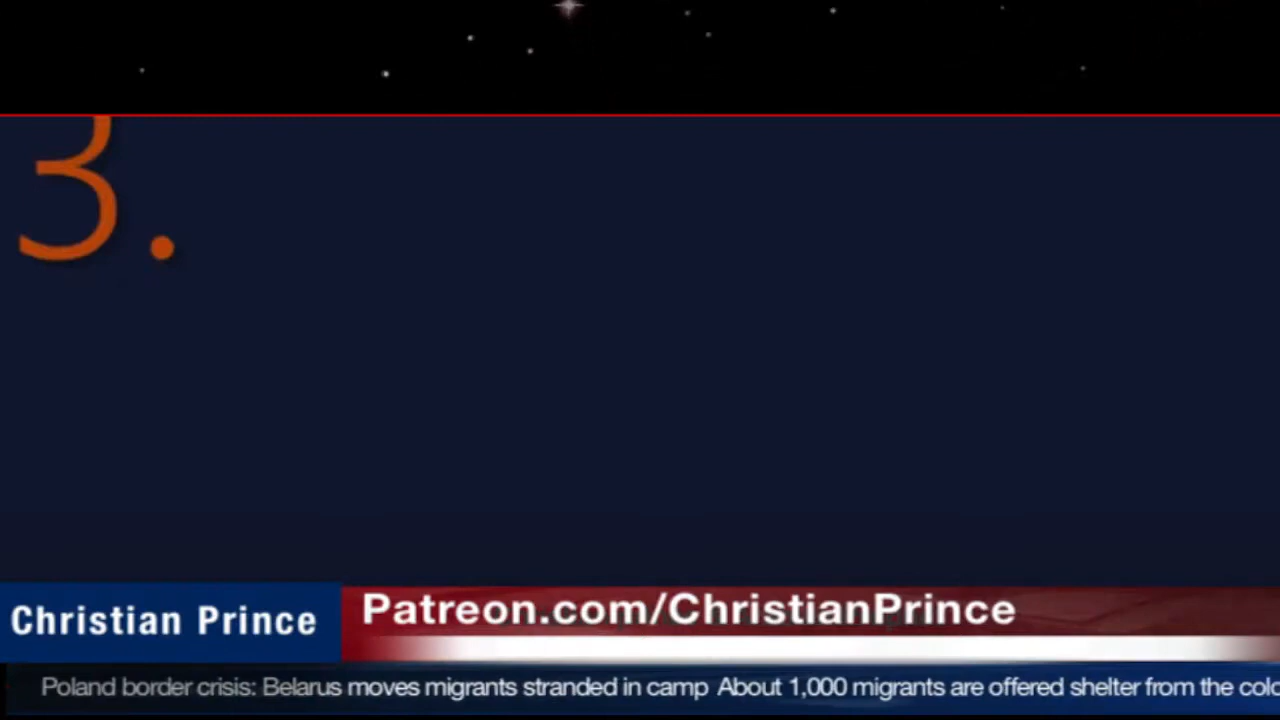 3.
Christian Prince
Patreon.com/ChristianPrince
Poland border crisis: Belarus moves migrants stranded in camp About 1,000 migrants are offered shelter from the